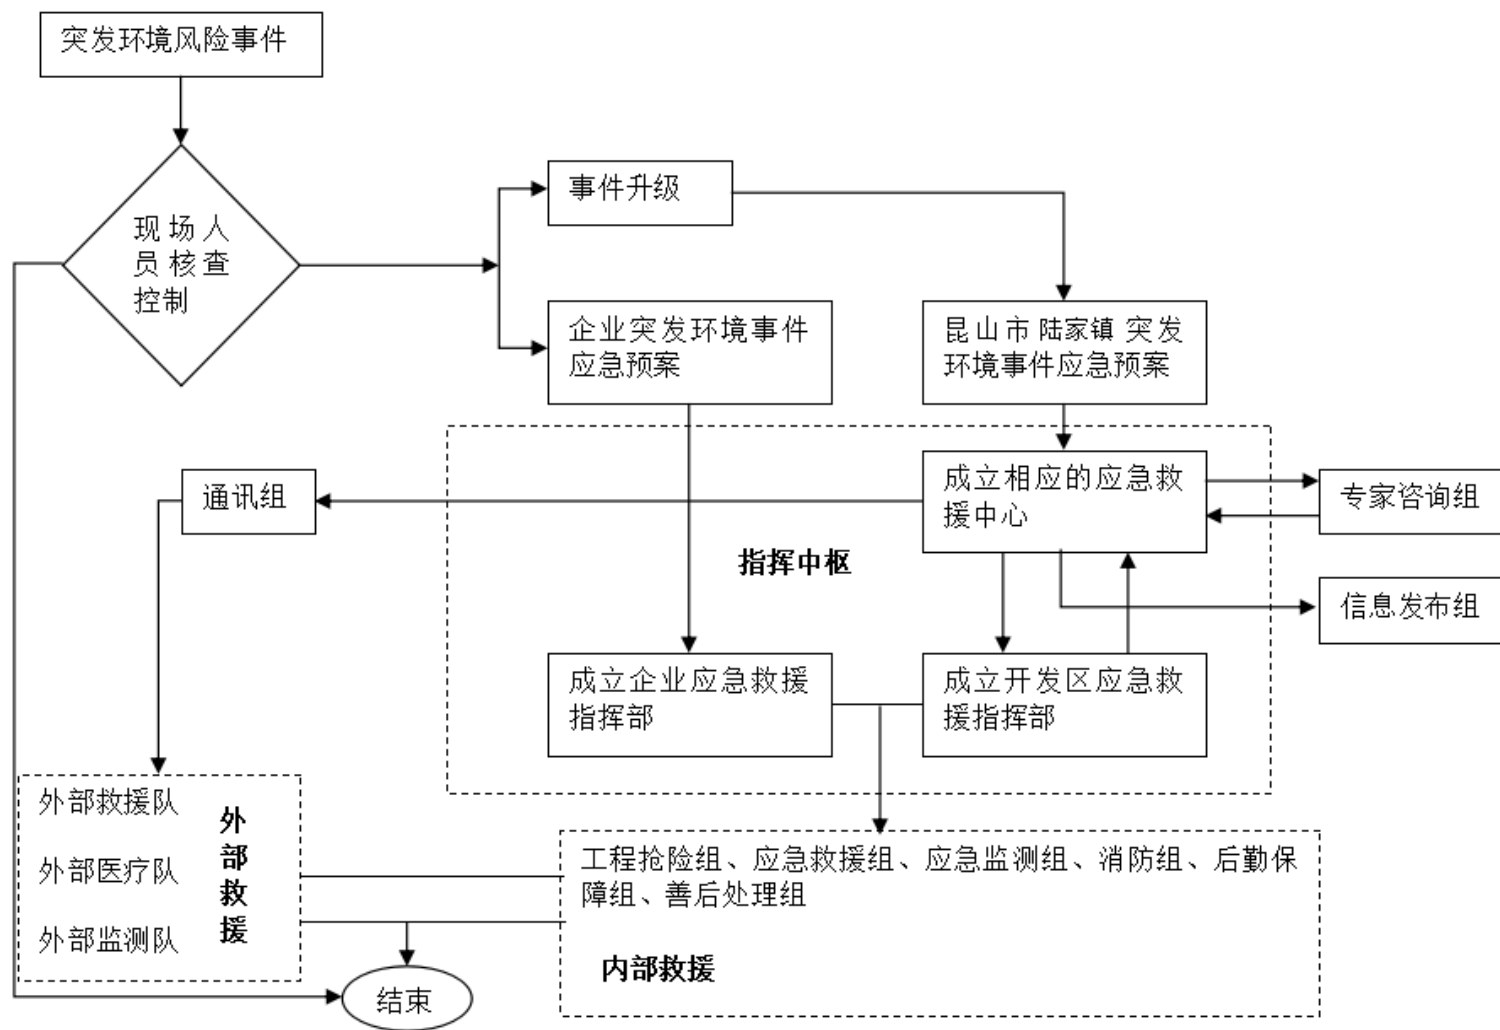 突发环境风险事件
现场人
员核查
控制
事件升级
企业突发环境事件
应急预案
昆山市陆家镇突发
环境事件应急预案
通讯组
成立相应的应急救
援中心
专家咨询组
指挥中枢
信息发布组
成立企业应急救援
指挥部
成立开发区应急救
援指挥部
外部救援队
外部医疗队
外部监测队
外
部
救
援
工程抢险组、应急救援组、应急监测组、消防组、后勤保
障组、善后处理组
内部救援
结束